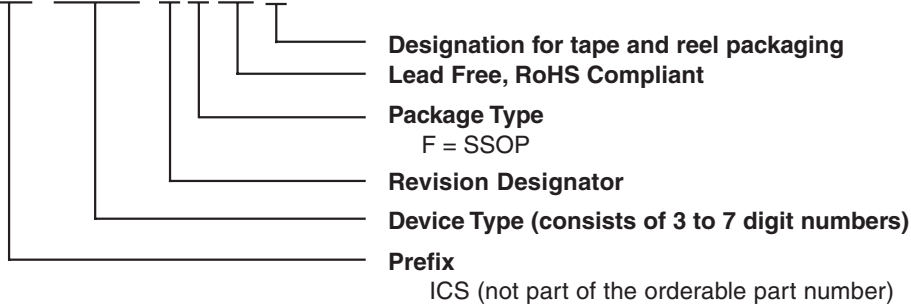 Designation for tape and reel packaging
Lead Free, RoHS Compliant
Package Type
F = SSOP
Revision Designator
Device Type (consists of 3 to 7 digit numbers)
Prefix
ICS (not part of the orderable part number)